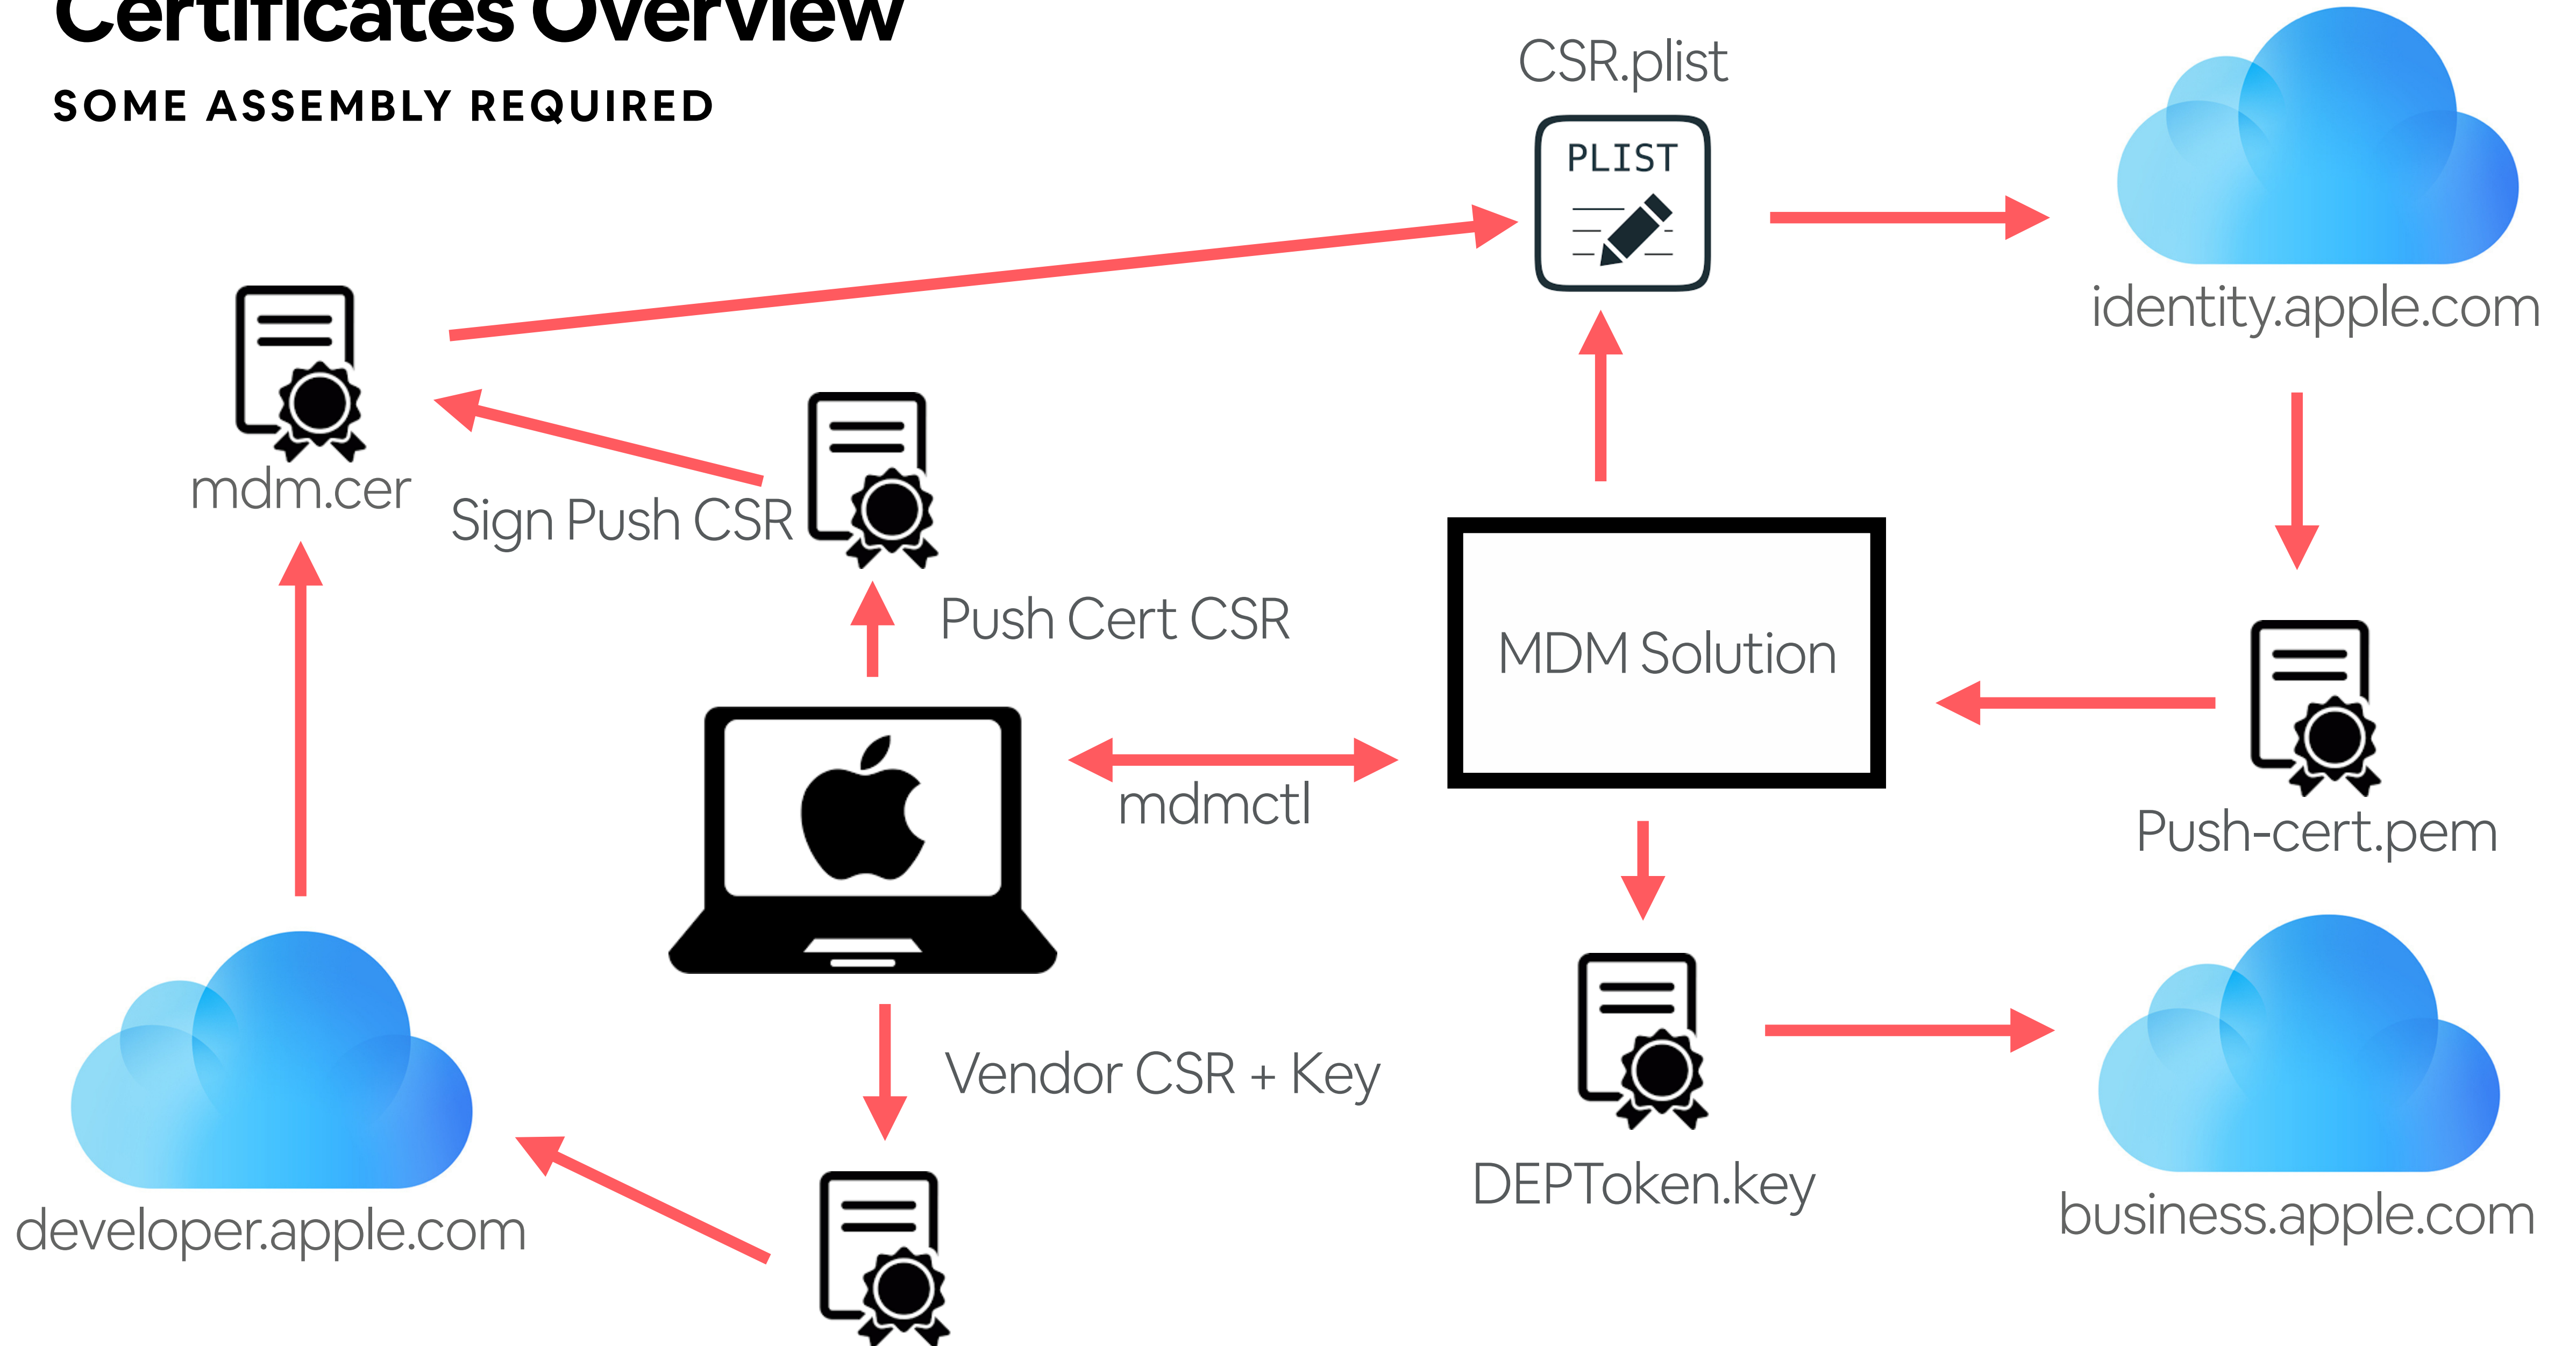 Certificates Overview
SOME ASSEMBLY REQUIRED
CSR.plist
PLIST
identity.apple.com
mdm.cer
Sign Push CSR
Push Cert CSR
MDM Solution
mdmctl
Push-cert.pem
Vendor CSR + Key
DEPToken.key
developer.apple.com
business.apple.com